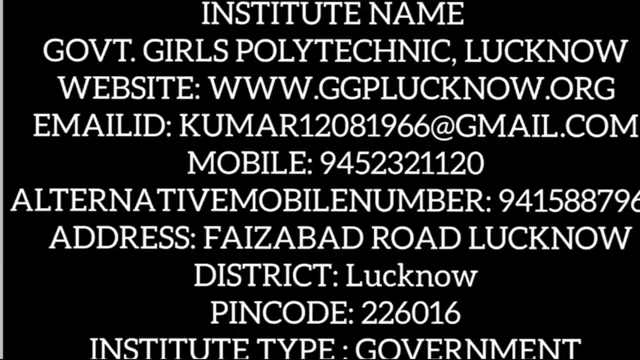 INSTITUTE NAME
GOVT. GIRLS POLYTECHNIC, LUCKNOW
WEBSITE: WWW.GGPLUCKNOW.ORG
EMAILID: KUMAR12081966@GMAIL.COM
MOBILE: 9452321120
ALTERNATIVEMOBILENUMBER: 941588796
ADDRESS: FAIZABAD ROAD LUCKNOW
DISTRICT: Lucknow
PINCODE: 226016
INSTITUTE TYPE : GOVERNMENT